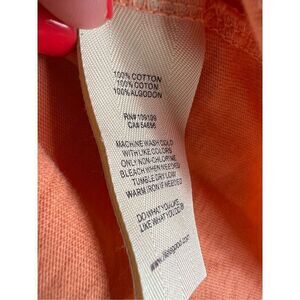 100% COTTON
100% COTON
100% ALGODON
RN# 109199
CA# 54696
MACHINE WASH COLD
WITH LIKE COLORS
ONLY NON-CHLORINE
BLEACH WHEN NEEDED
TUMBLE DRY LOW
WARM IRON IF NEEDED
DO WHAT YOU LIKE.
LIKE WHAT YOU DO.®
www.lifeisgood.com